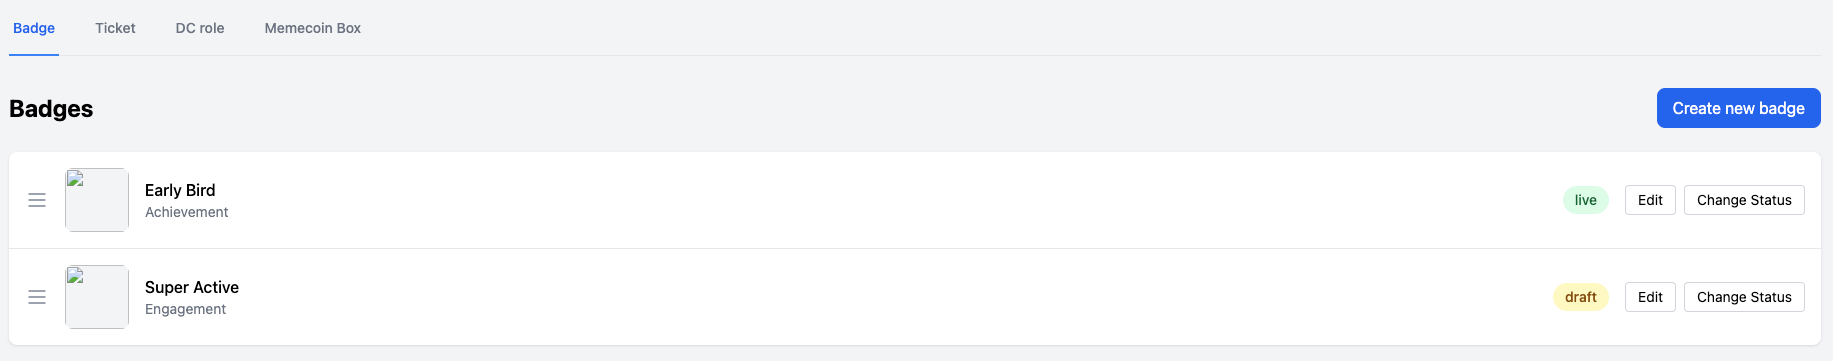 Badge Ticket DC role Memecoin Box
Badges
Create new badge
Early Bird
Achievement
live Edit Change Status
Super Active
Engagement
draft Edit Change Status